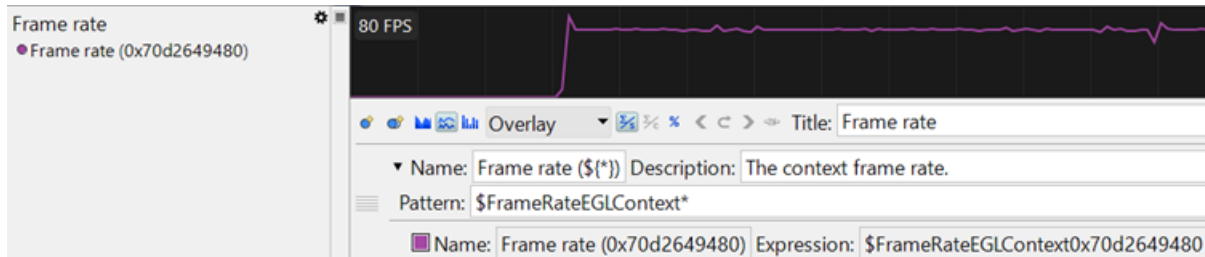 Frame rate
Frame rate (0x70d2649480)
80 FPS
Overlay Title: Frame rate
Name: Frame rate (${*}) Description: The context frame rate.
Pattern: $FrameRateEGLContext*
Name: Frame rate (0x70d2649480) Expression: $FrameRateEGLContext0x70d2649480